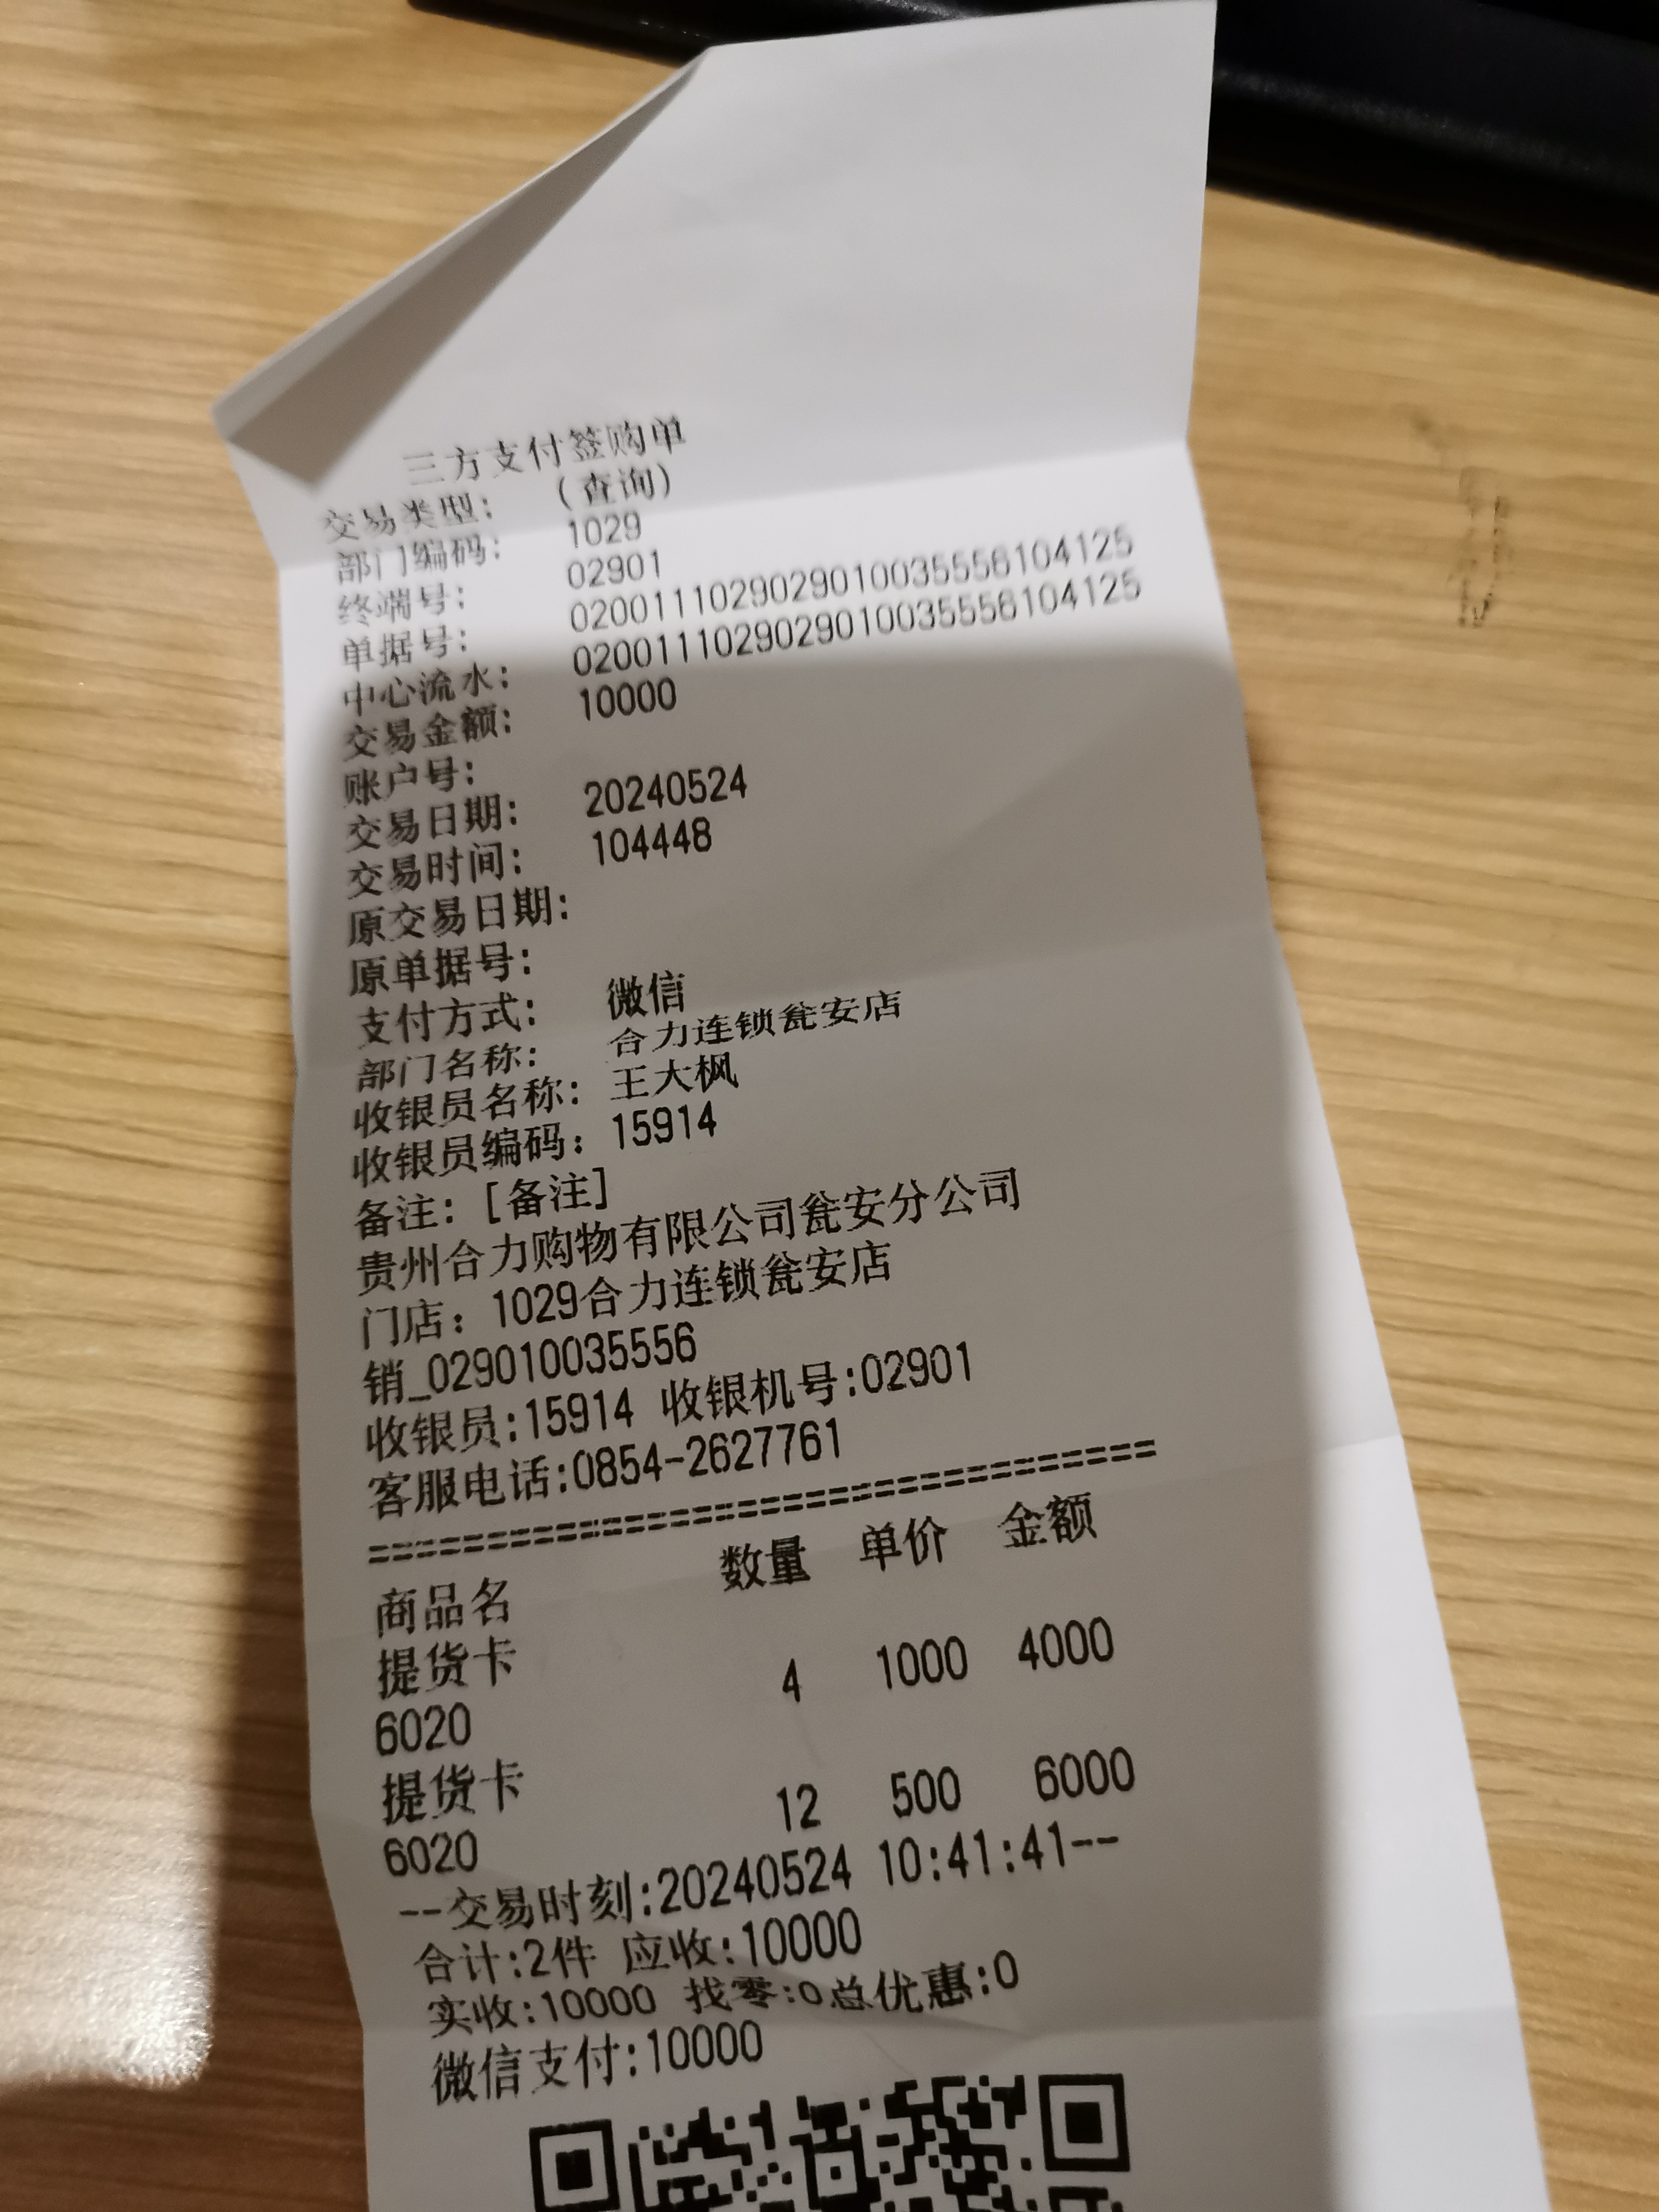 三方支付签购单
交易类型: (查询)
部门编码: 1029
终端号: 02901
单据号: 0200111029029010035556104125
中心流水: 0200111029029010035556104125
交易金额: 10000
账户号:
交易日期: 20240524
交易时间: 104448
原交易日期:
原单据号:
支付方式: 微信
部门名称: 合力连锁瓮安店
收银员名称: 王大枫
收银员编码: 15914
备注: [备注]
贵州合力购物有限公司瓮安分公司
门店: 1029合力连锁瓮安店
销_029010035556
收银员:15914 收银机号:02901
客服电话:0854-2627761
===================================
商品名 数量 单价 金额
提货卡
6020 4 1000 4000
提货卡
6020 12 500 6000
--交易时刻:20240524 10:41:41--
合计:2件 应收:10000
实收:10000 找零:0总优惠:0
微信支付:10000